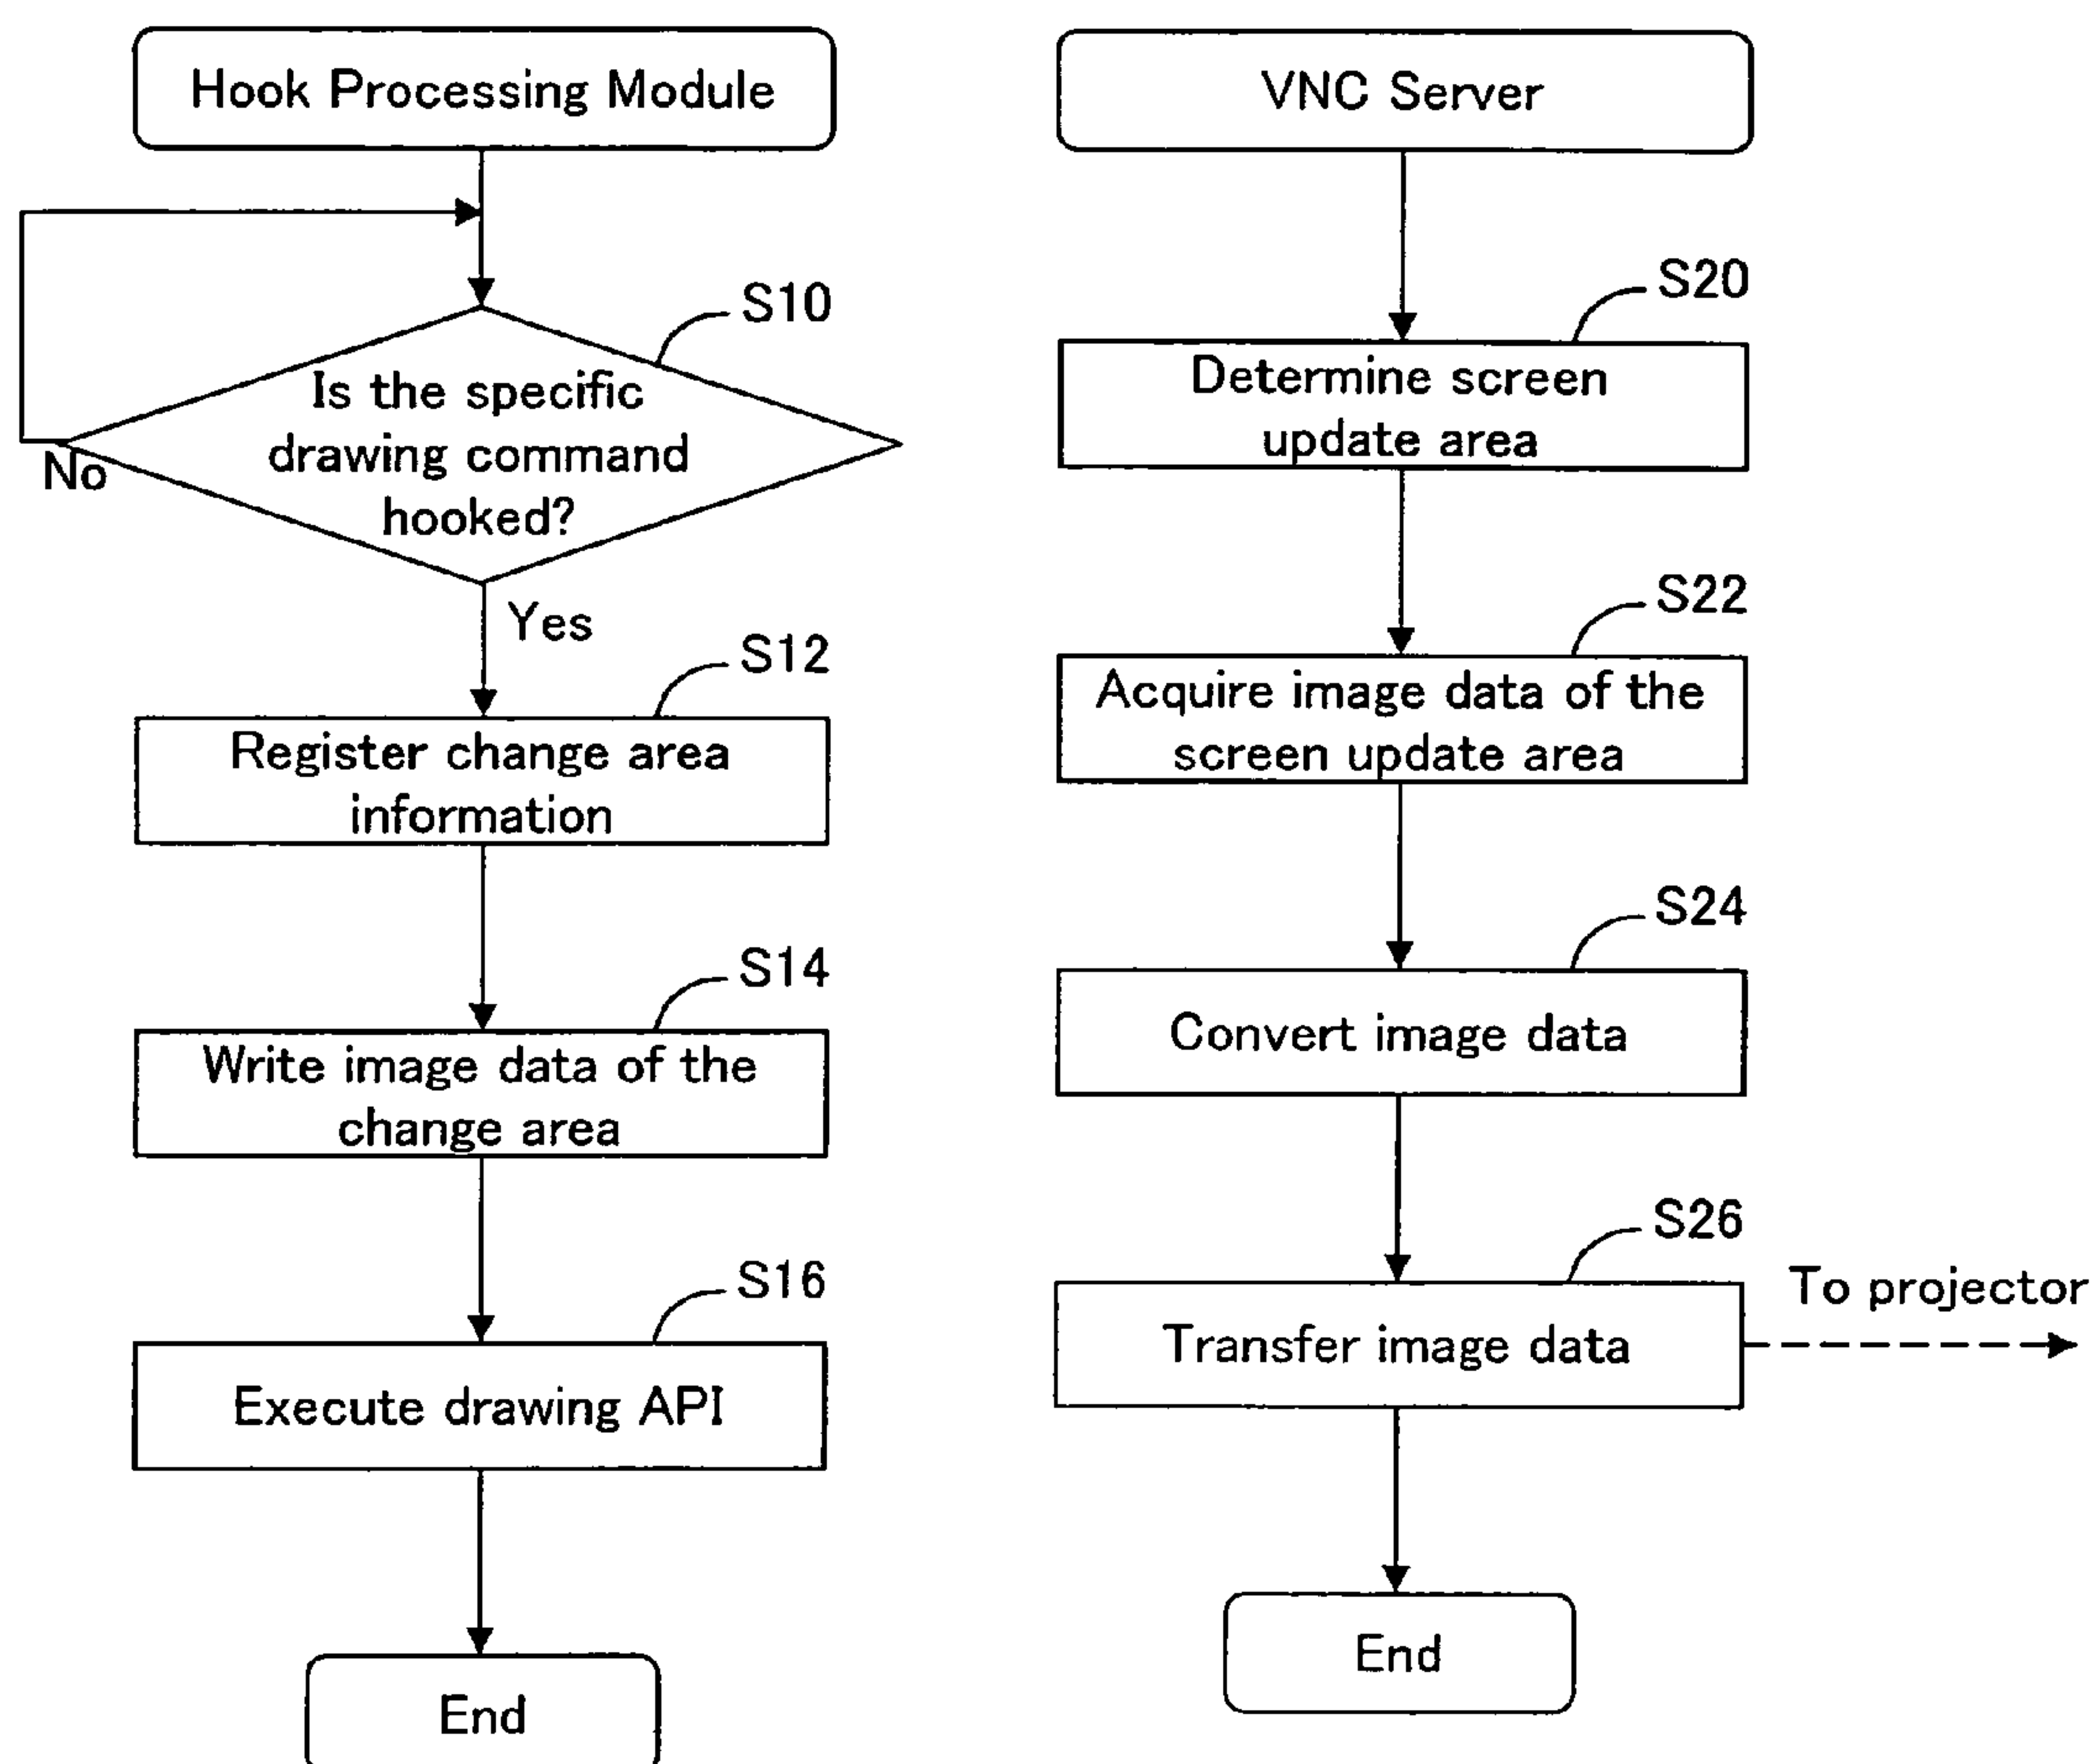 Hook Processing Module
S10
Is the specific
drawing command
hooked?
No
Yes
S12
Register change area
information
S14
Write image data of the
change area
S16
Execute drawing API
End
VNC Server
S20
Determine screen
update area
S22
Acquire image data of the
screen update area
S24
Convert image data
S26
Transfer image data
To projector
End